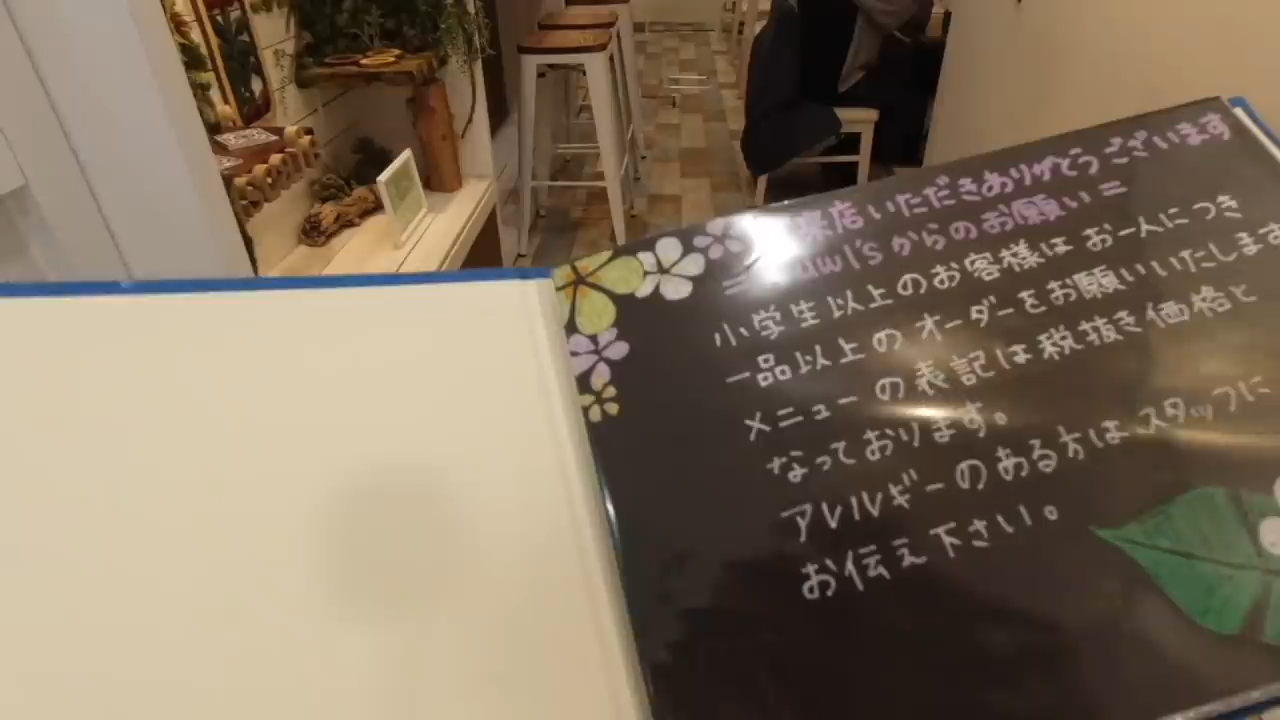 来店いただきありがとうございます
wl's からのお願い =
小学生以上のお客様は お一人につき
一品以上の オーダーをお願いいたします
メニューの表記は税抜き価格と
なっております。
アレルギーのある方は、スタッフに
お伝え下さい。